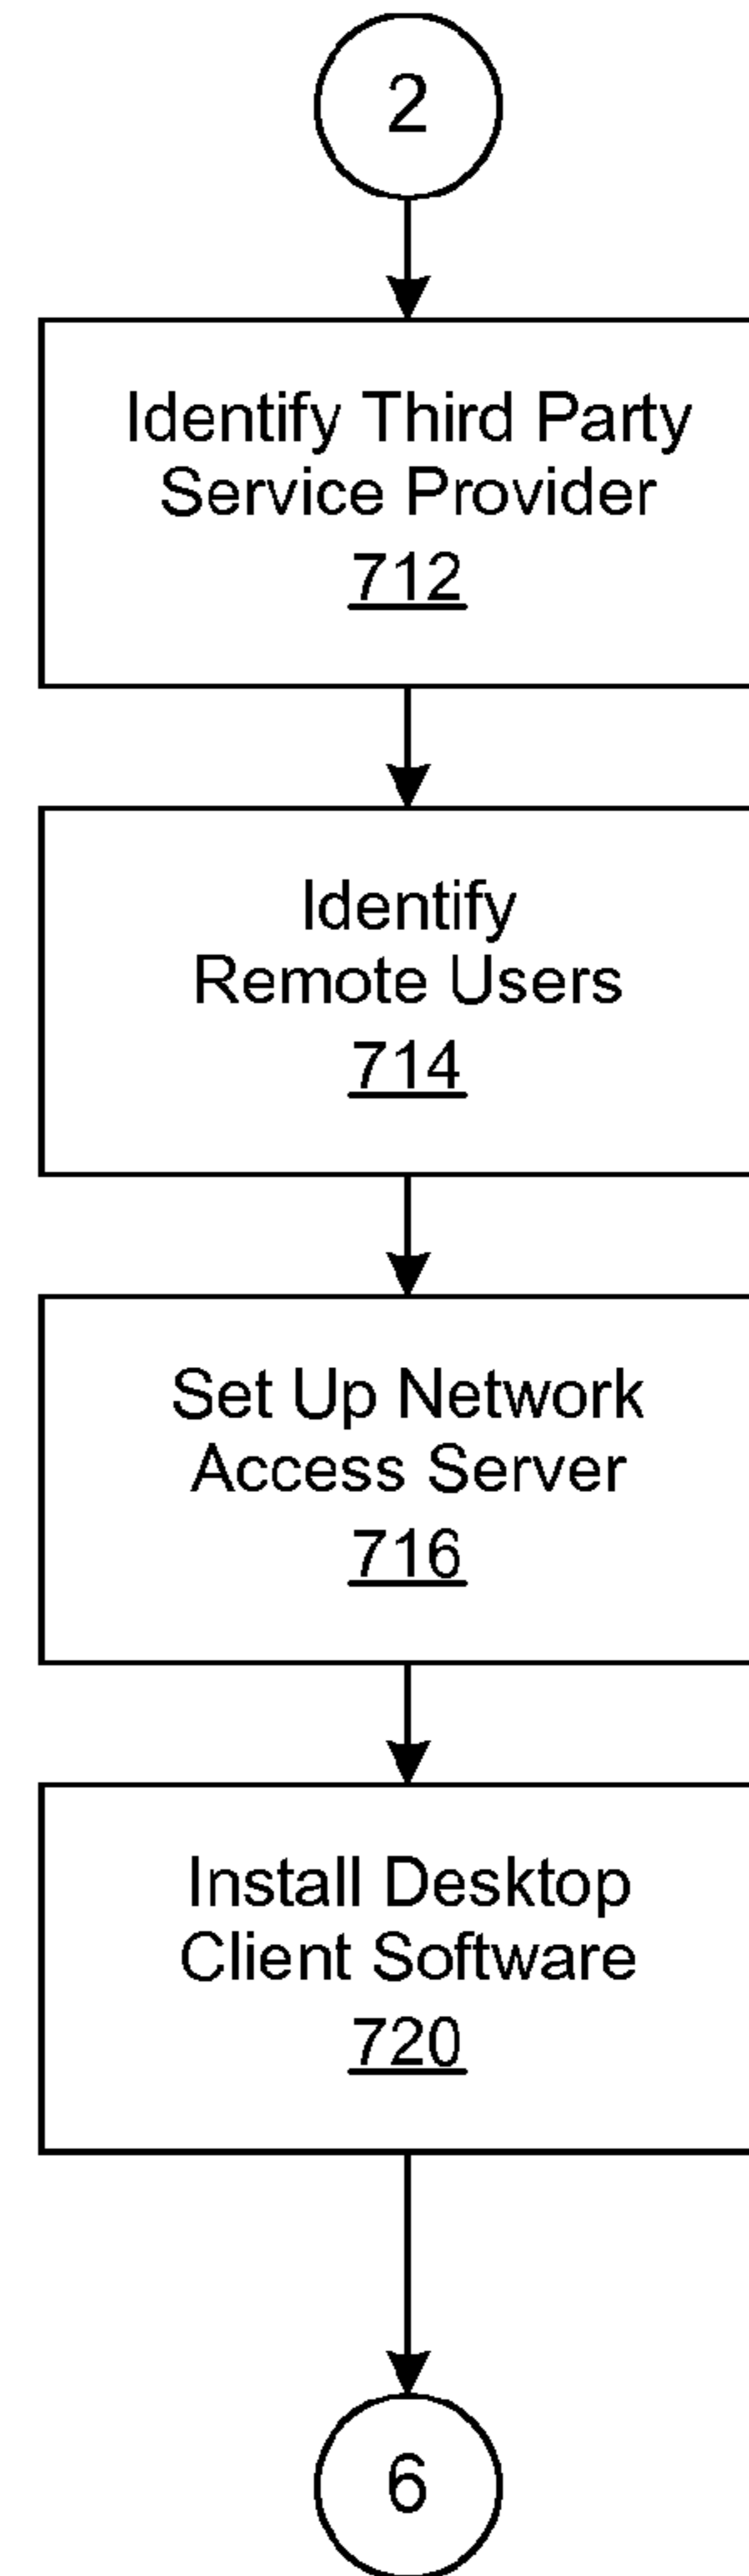 2
Identify Third Party
Service Provider
712
Identify
Remote Users
714
Set Up Network
Access Server
716
Install Desktop
Client Software
720
6